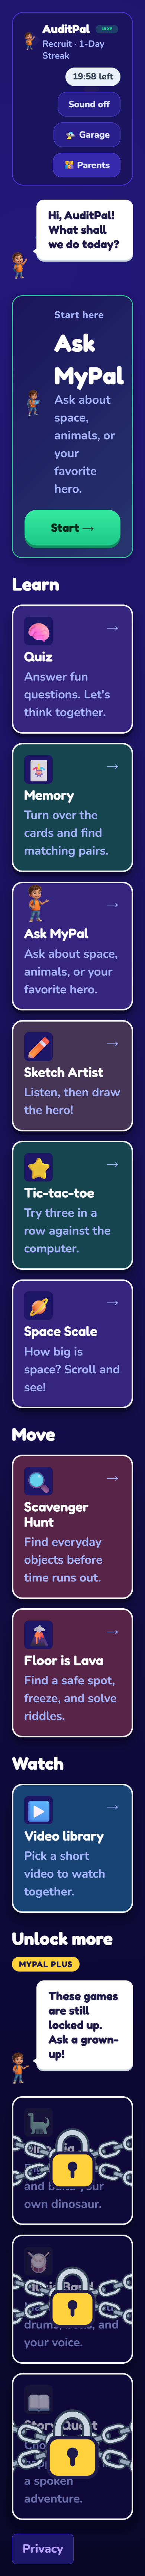 AuditPal
Recruit · 1-Day
Streak
19:58 left
Sound off
Garage
Parents
Hi, AuditPal!
What shall
we do today?
Start here
Ask
MyPal
Ask about
space,
animals, or
your
favorite
hero.
Start →
Learn
→
Quiz
Answer fun
questions. Let's
think together.
→
Memory
Turn over the
cards and find
matching pairs.
→
Ask MyPal
Ask about space,
animals, or your
favorite hero.
→
Sketch Artist
Listen, then draw
the hero!
→
Tic-tac-toe
Try three in a
row against the
computer.
→
Space Scale
How big is
space? Scroll and
see!
Move
→
Scavenger
Hunt
Find everyday
objects before
time runs out.
→
Floor is Lava
Find a safe spot,
freeze, and solve
riddles.
Watch
→
Video library
Pick a short
video to watch
together.
Unlock more
MYPAL PLUS
These games
are still
locked up.
Ask a grown-
up!
own dinosaur.
your voice.
a spoken
adventure.
Privacy